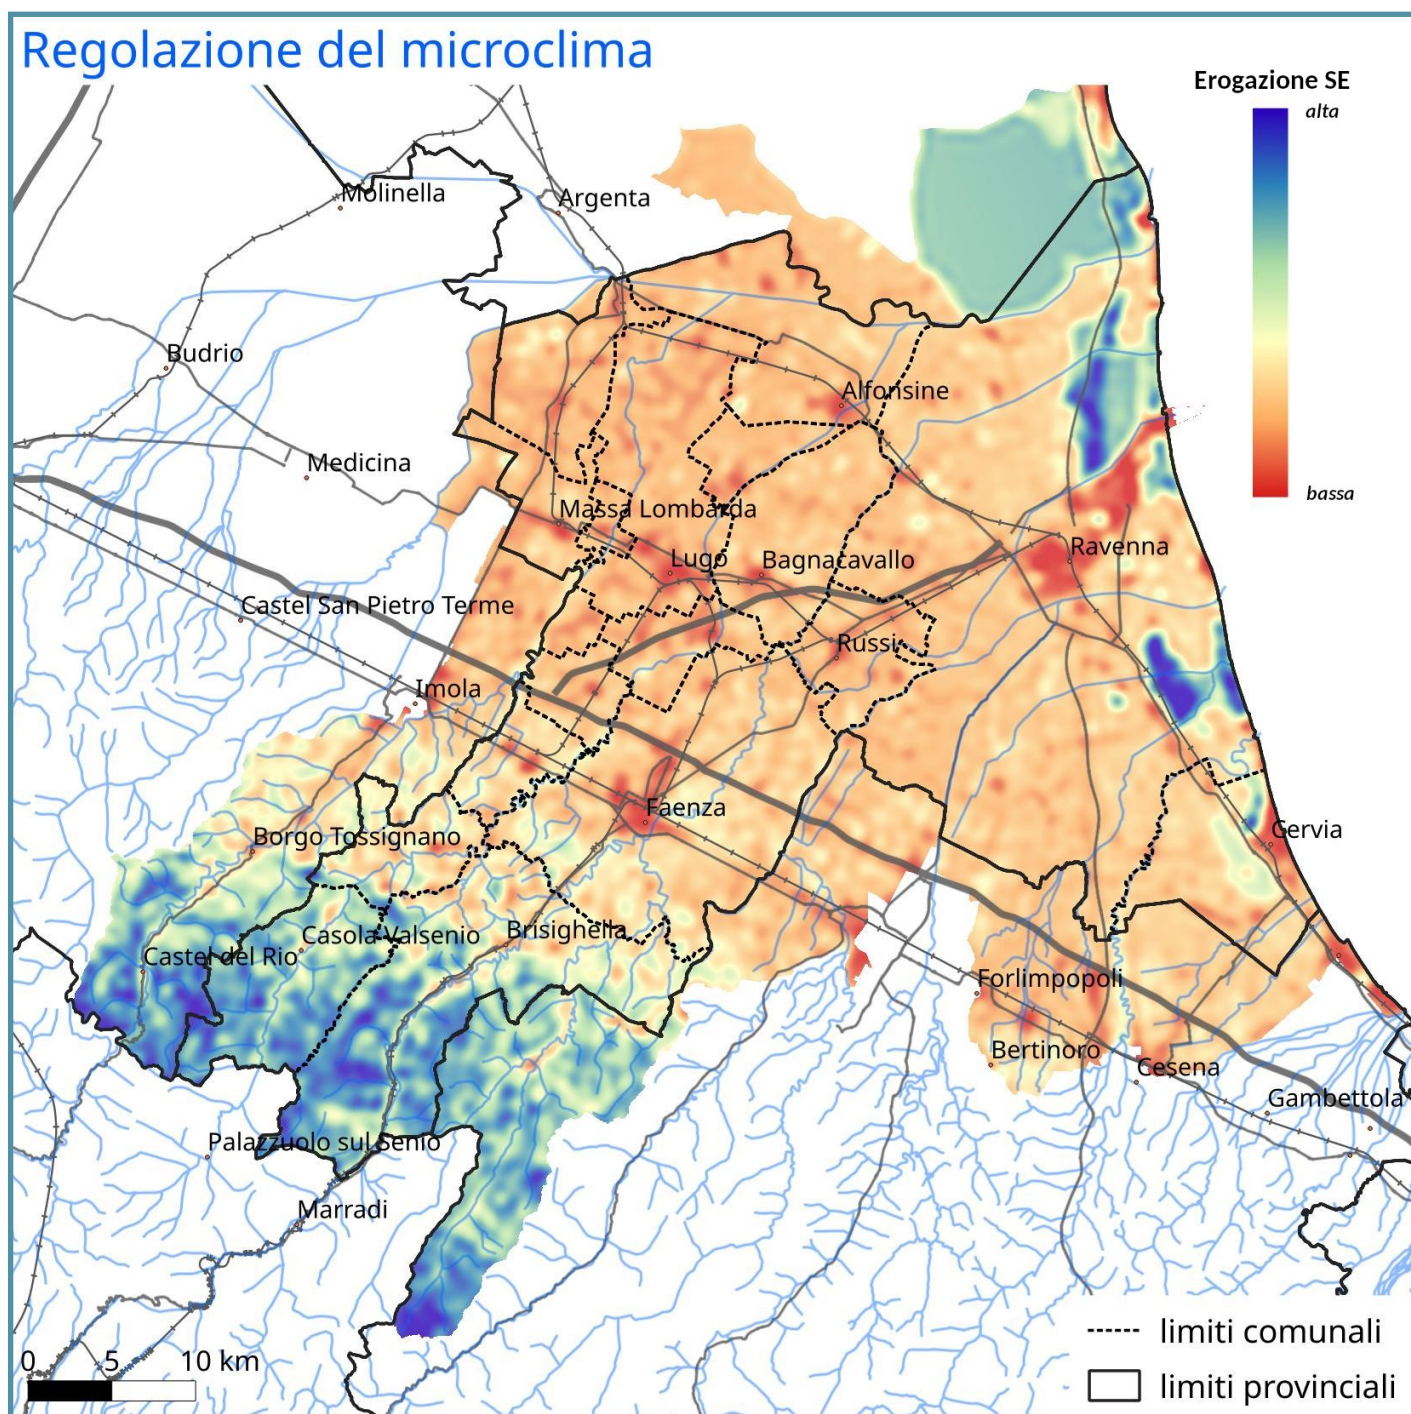 Regolazione del microclima
Erogazione SE
alta
Molinella
Argenta
Budrio
Alfonsine
Medicina
bassa
Massa Lombarda
Ravenna
Lugo
Bagnacavallo
Castel San Pietro Terme
Russi
Imola
Faenza
Cervia
Borgo Tossignano
Casola Valsenio
Brisighella
Castel del Rio
Forlimpopoli
Bertinoro
Cesena
Gambettola
Palazzuolo sul Senio
Marradi
limiti comunali
0 5 10 km
limiti provinciali